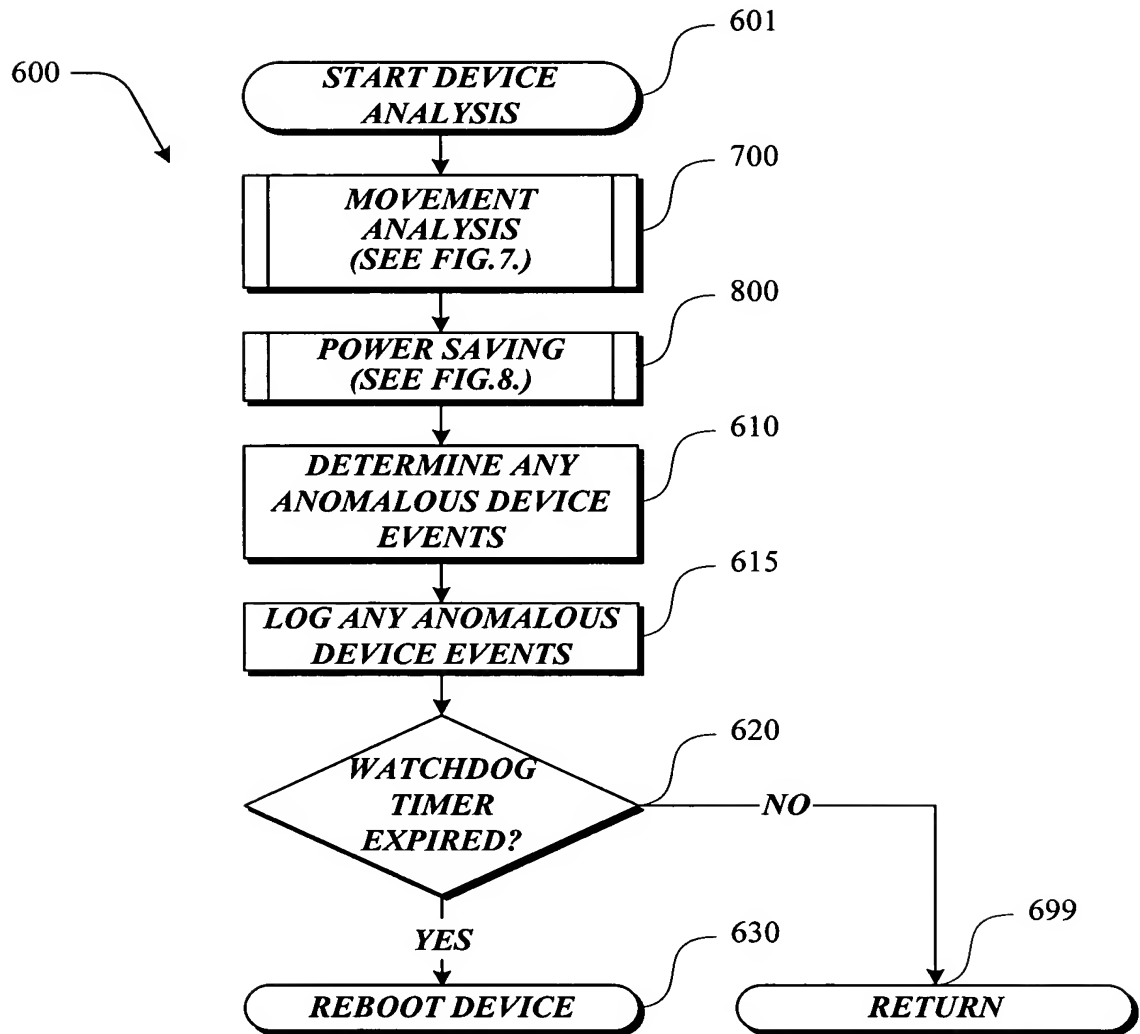 601
600
START DEVICE
ANALYSIS
700
MOVEMENT
ANALYSIS
(SEE FIG.7.)
800
POWER SAVING
(SEE FIG.8.)
610
DETERMINE ANY
ANOMALOUS DEVICE
EVENTS
615
LOG ANY ANOMALOUS
DEVICE EVENTS
620
WATCHDOG
TIMER
EXPIRED?
NO
YES
630
699
REBOOT DEVICE
RETURN